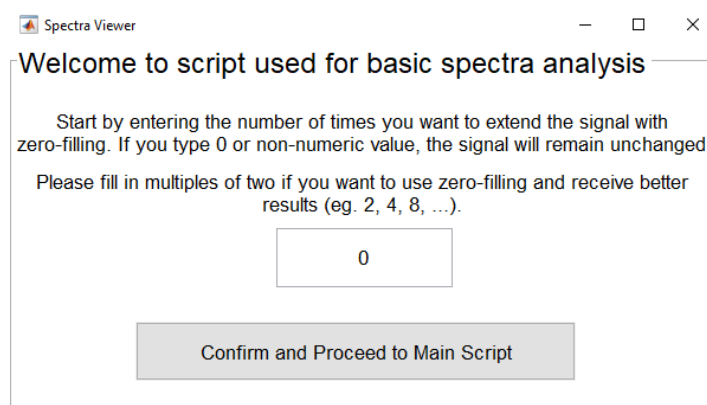 Spectra Viewer
Welcome to script used for basic spectra analysis
Start by entering the number of times you want to extend the signal with
zero-filling. If you type 0 or non-numeric value, the signal will remain unchanged
Please fill in multiples of two if you want to use zero-filling and receive better
results (eg. 2, 4, 8, ...).
0
Confirm and Proceed to Main Script